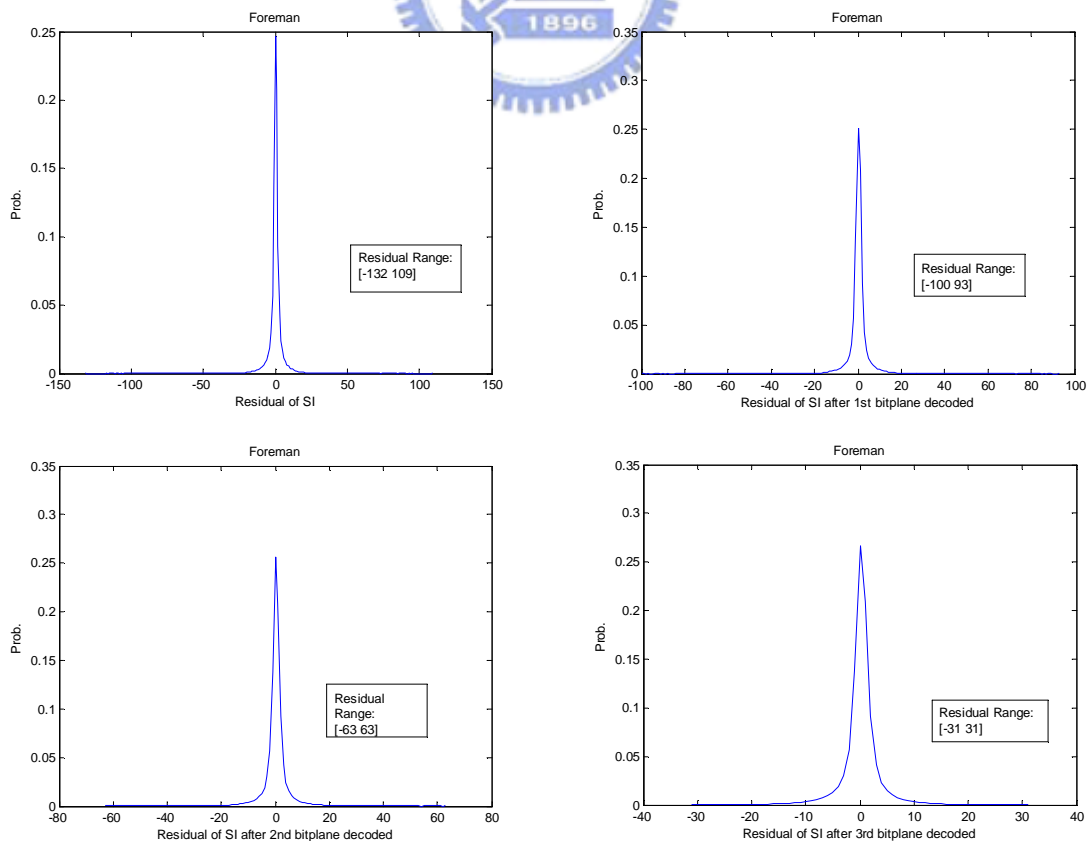 1896
Foreman
0.25
0.2
0.15
0.1
0.05
0
Prob.
Residual Range:
[-132 109]
-150 -100 -50 0 50 100 150
Residual of SI
Foreman
0.35
0.3
0.25
0.2
0.15
0.1
0.05
0
Prob.
Residual Range:
[-100 93]
-100 -80 -60 -40 -20 0 20 40 60 80 100
Residual of SI after 1st bitplane decoded
Foreman
0.35
0.3
0.25
0.2
0.15
0.1
0.05
0
Prob.
Residual
Range:
[-63 63]
-80 -60 -40 -20 0 20 40 60 80
Residual of SI after 2nd bitplane decoded
Foreman
0.35
0.3
0.25
0.2
0.15
0.1
0.05
0
Prob.
Residual Range:
[-31 31]
-40 -30 -20 -10 0 10 20 30 40
Residual of SI after 3rd bitplane decoded